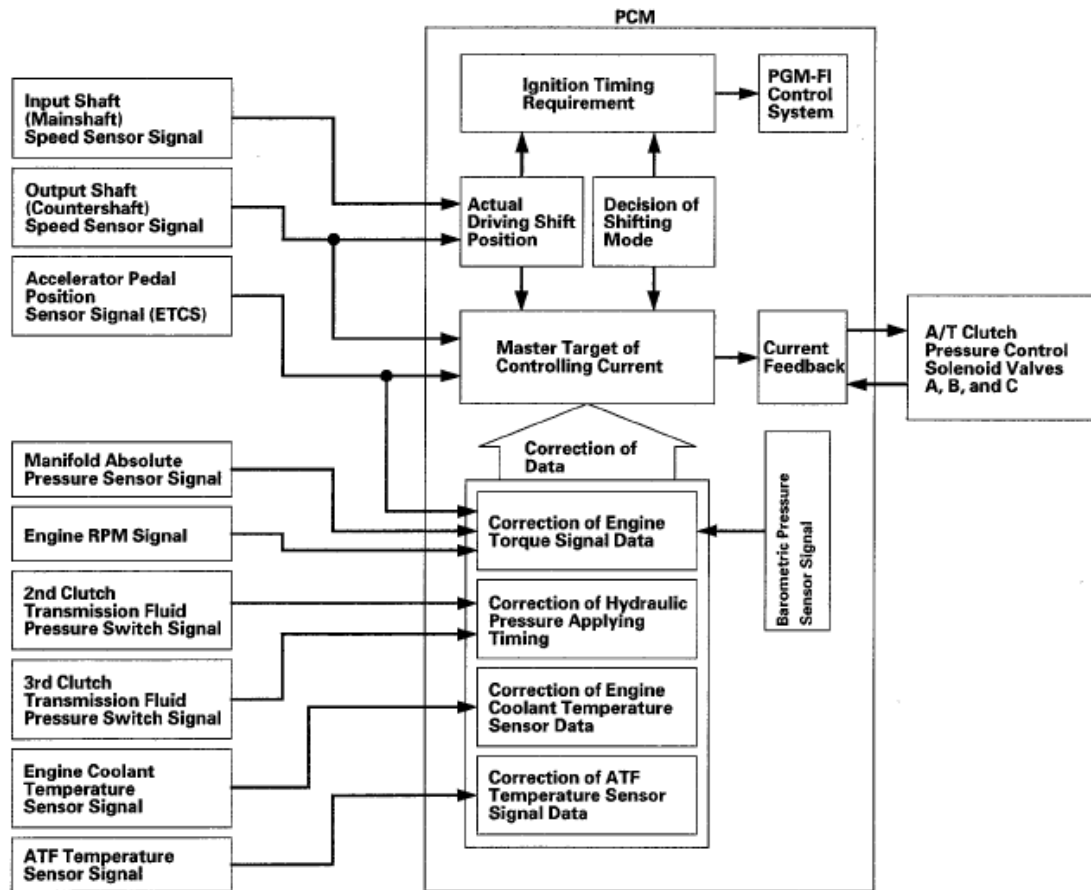 PCM
Ignition Timing
Requirement
PGM-FI
Control
System
Input Shaft
(Mainshaft)
Speed Sensor Signal
Output Shaft
(Countershaft)
Speed Sensor Signal
Actual
Driving Shift
Position
Decision of
Shifting
Mode
Accelerator Pedal
Position
Sensor Signal (ETCS)
Master Target of
Controlling Current
Current
Feedback
A/T Clutch
Pressure Control
Solenoid Valves
A, B, and C
Correction of
Data
Manifold Absolute
Pressure Sensor Signal
Engine RPM Signal
Correction of Engine
Torque Signal Data
Barometric Pressure
Sensor Signal
2nd Clutch
Transmission Fluid
Pressure Switch Signal
Correction of Hydraulic
Pressure Applying
Timing
3rd Clutch
Transmission Fluid
Pressure Switch Signal
Correction of Engine
Coolant Temperature
Sensor Data
Engine Coolant
Temperature
Sensor Signal
Correction of ATF
Temperature Sensor
Signal Data
ATF Temperature
Sensor Signal